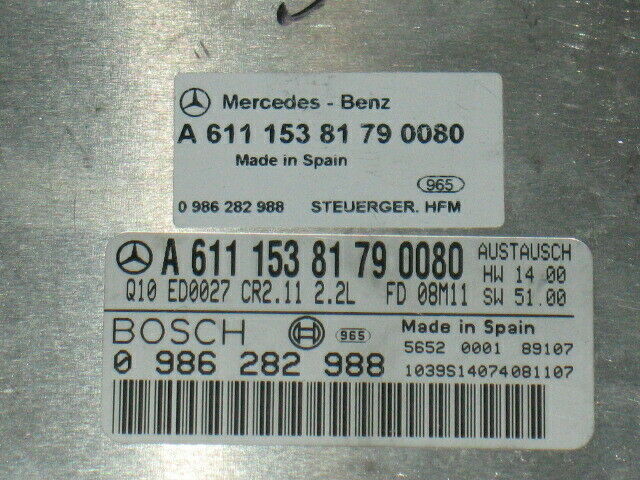 Mercedes - Benz
A 611 153 81 79 0080
Made in Spain
965
0 986 282 988 STEUERGER. HFM
A 611 153 81 79 0080 AUSTAUSCH
HW 14 00
Q10 ED0027 CR2.11 2.2L FD 08M11 SW 51.00
BOSCH 965 Made in Spain
5652 0001 89107
0 986 282 988 1039S14074081107